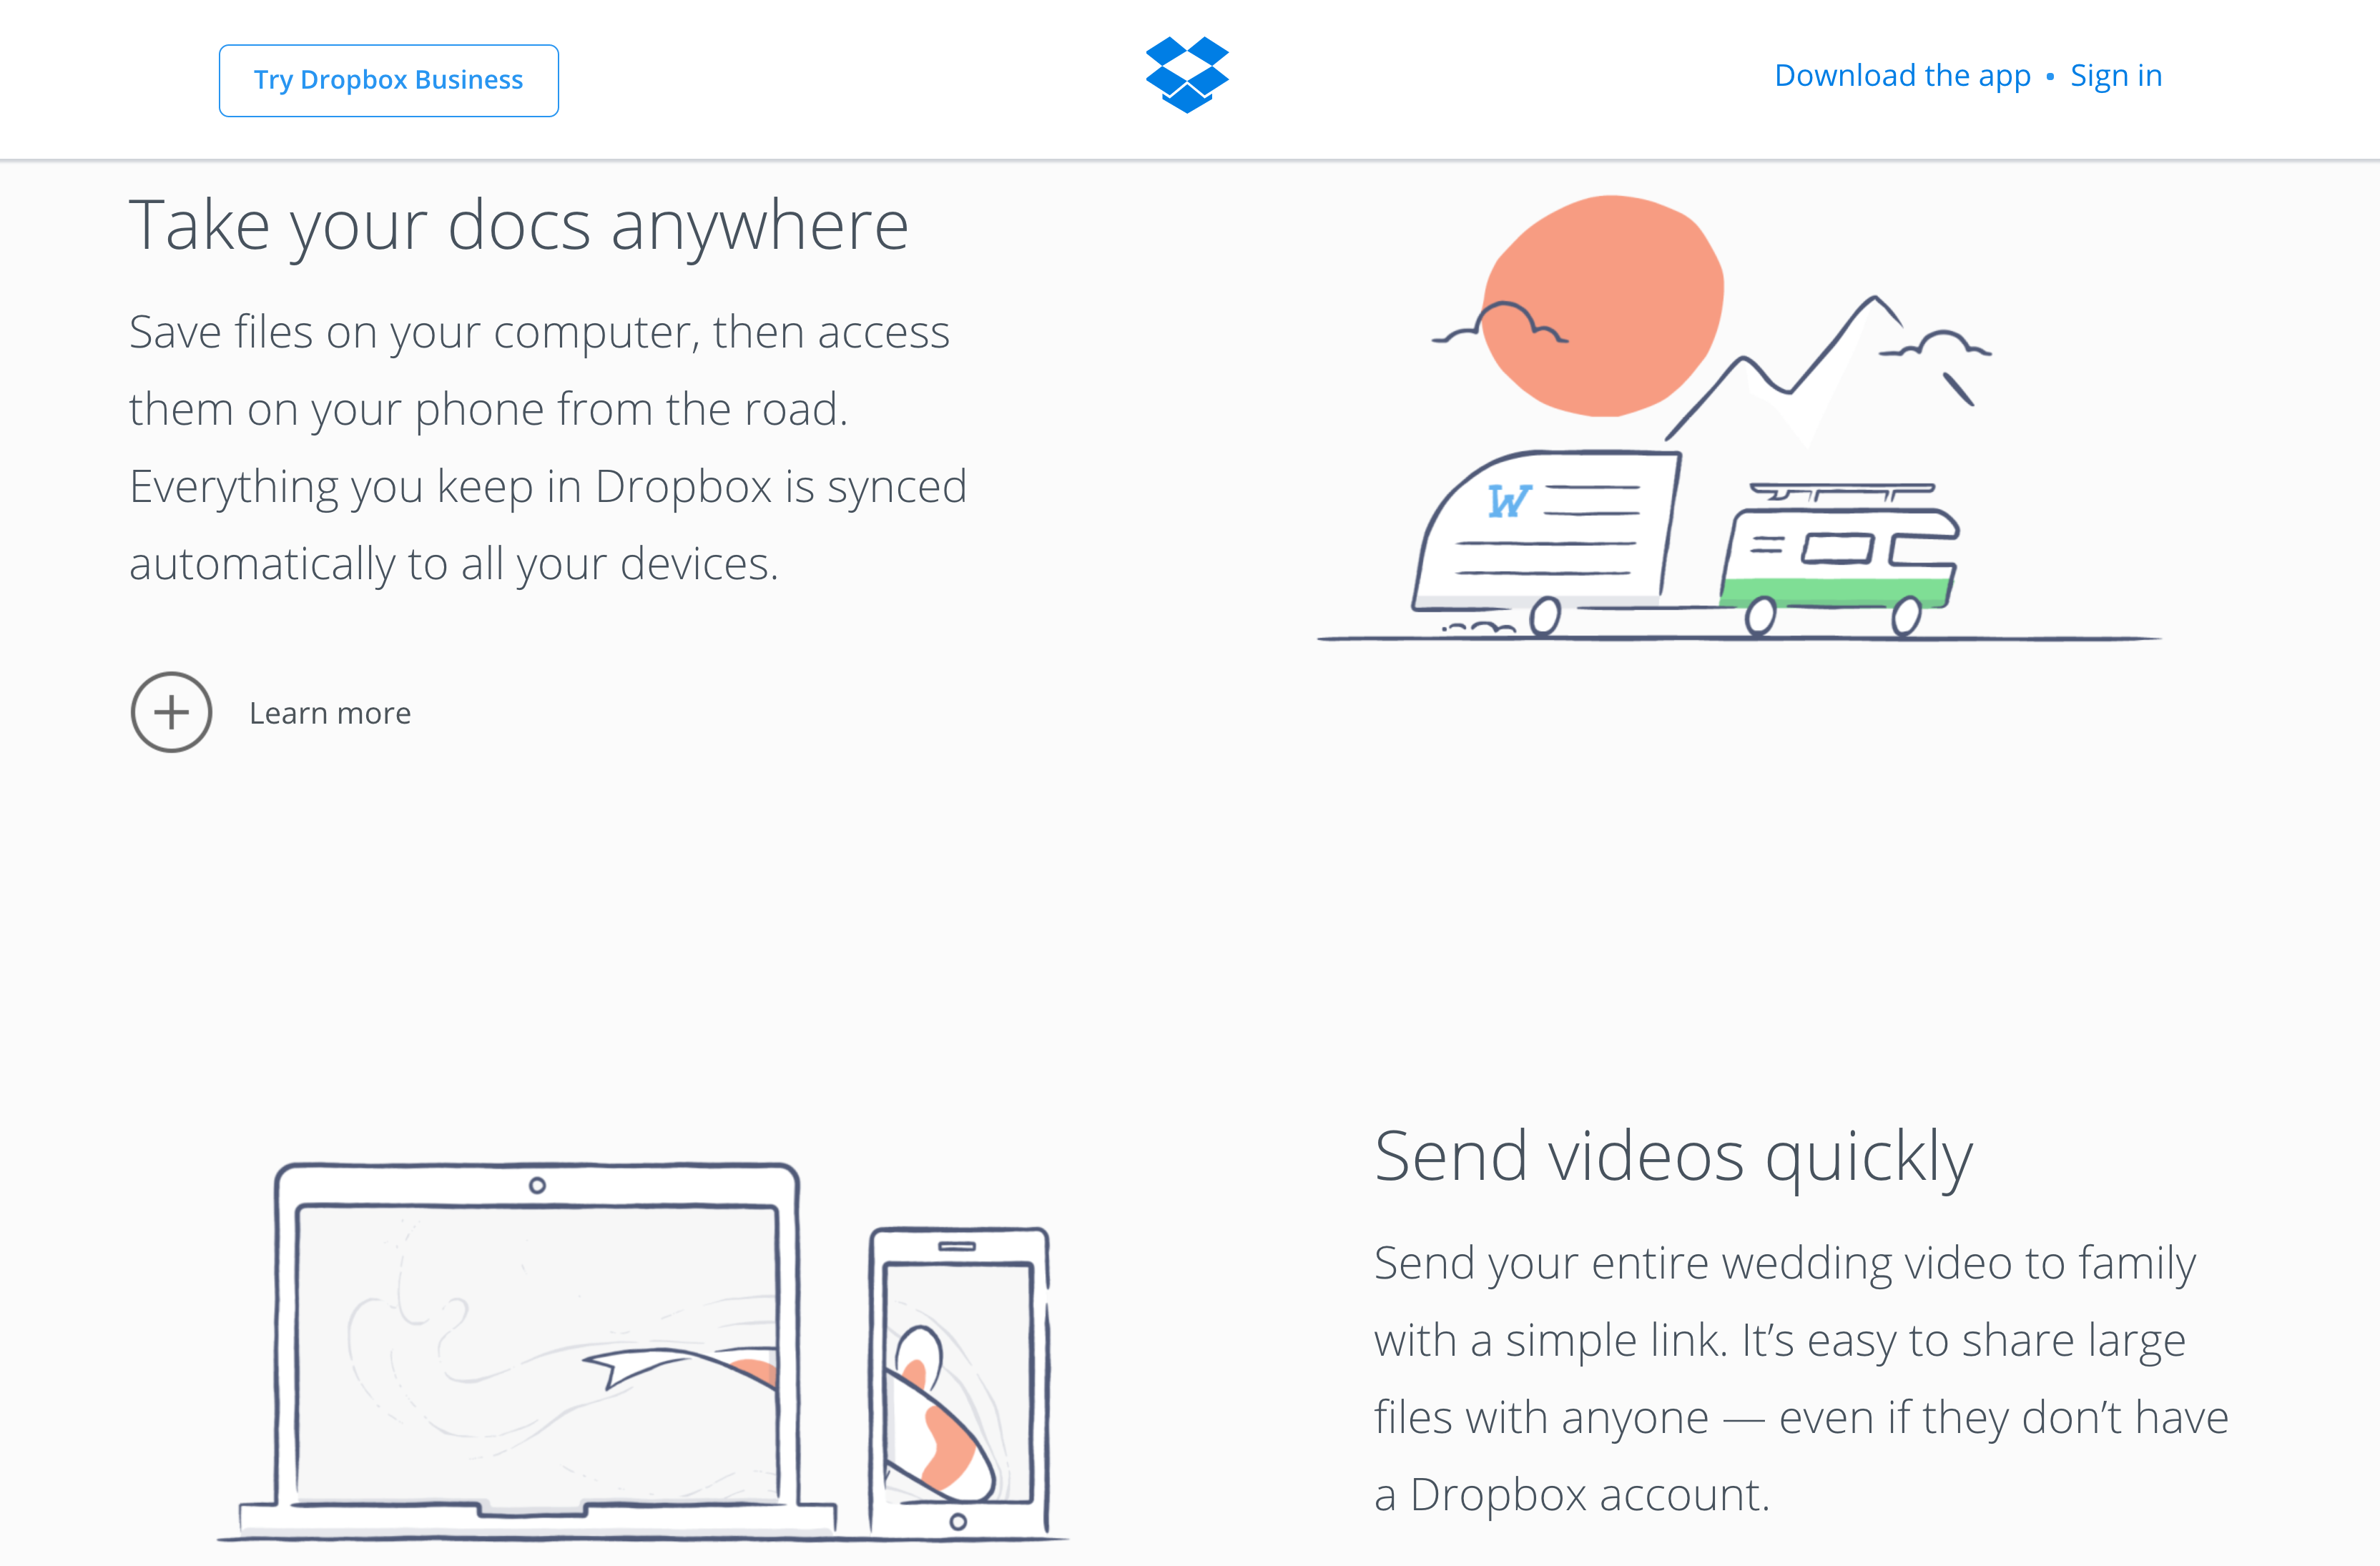 Try Dropbox Business
Download the app • Sign in
Take your docs anywhere
Save files on your computer, then access
them on your phone from the road.
Everything you keep in Dropbox is synced
automatically to all your devices.
W
Learn more
Send videos quickly
Send your entire wedding video to family
with a simple link. It’s easy to share large
files with anyone — even if they don’t have
a Dropbox account.